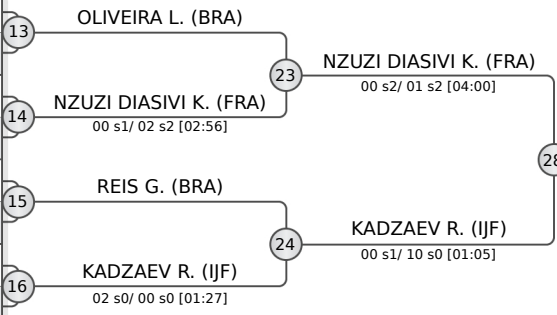 OLIVEIRA L. (BRA)
13
23
NZUZI DIASIVI K. (FRA)
00 s2/ 01 s2 [04:00]
NZUZI DIASIVI K. (FRA)
14
00 s1/ 02 s2 [02:56]
28
REIS G. (BRA)
15
24
KADZAEV R. (IJF)
00 s1/ 10 s0 [01:05]
KADZAEV R. (IJF)
16
02 s0/ 00 s0 [01:27]